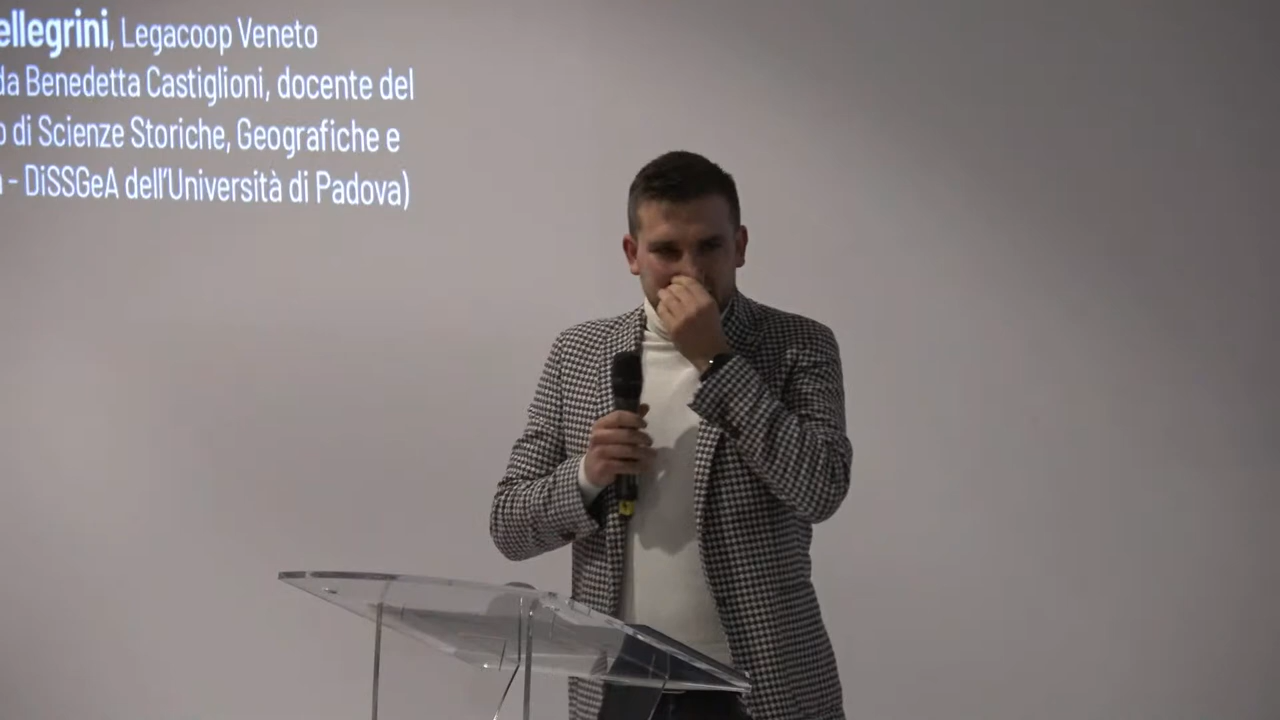 ellegrini, Legacoop Veneto
da Benedetta Castiglioni, docente del
o di Scienze Storiche, Geografiche e
- DiSSGeA dell'Università di Padova)